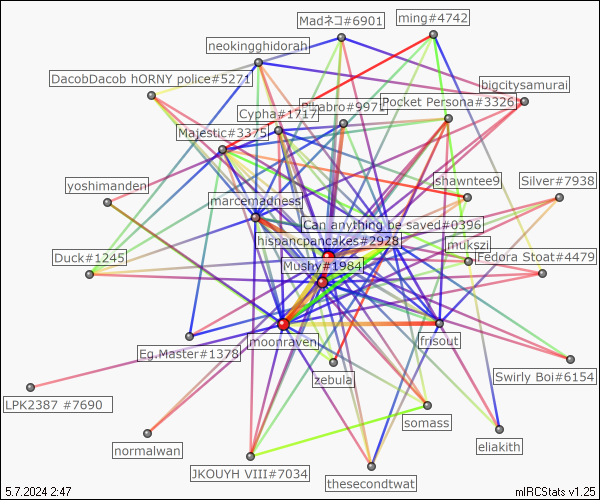 Madネコ#6901
ming#4742
neokingghidorah
DacobDacob hORNY police#5271
bigcitysamurai
Cypha#1717
#997
Pocket Persona#3326
Majestic#3375
yoshimanden
shawntee9
Silver#7938
marcemadness
Can anything be saved#0396
hispancpancakes#2928
mukszi
Duck#1245
Mushy#1984
Fedora Stoat#4479
moonraven
frisout
Eg.Master#1378
zebula
Swirly Boi#6154
LPK2387 #7690
somass
normalwan
eliakith
JKOUYH VIII#7034
thesecondtwat
5.7.2024 2:47
mIRCStats v1.25